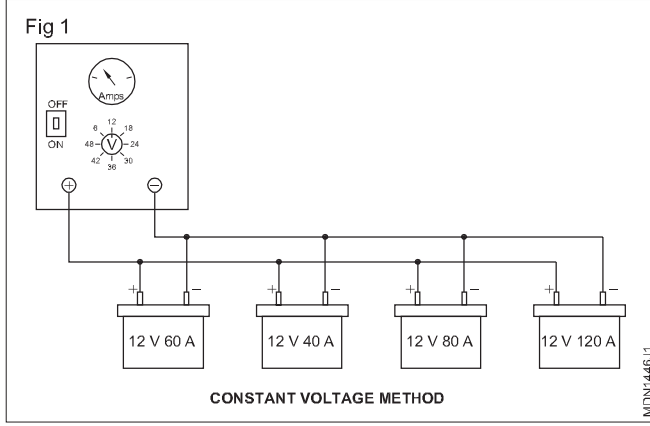 Fig 1
Amps
OFF
ON
6 12 18
48 V 24
42 36 30
+ −
+ − + − + − + −
12 V 60 A 12 V 40 A 12 V 80 A 12 V 120 A
CONSTANT VOLTAGE METHOD